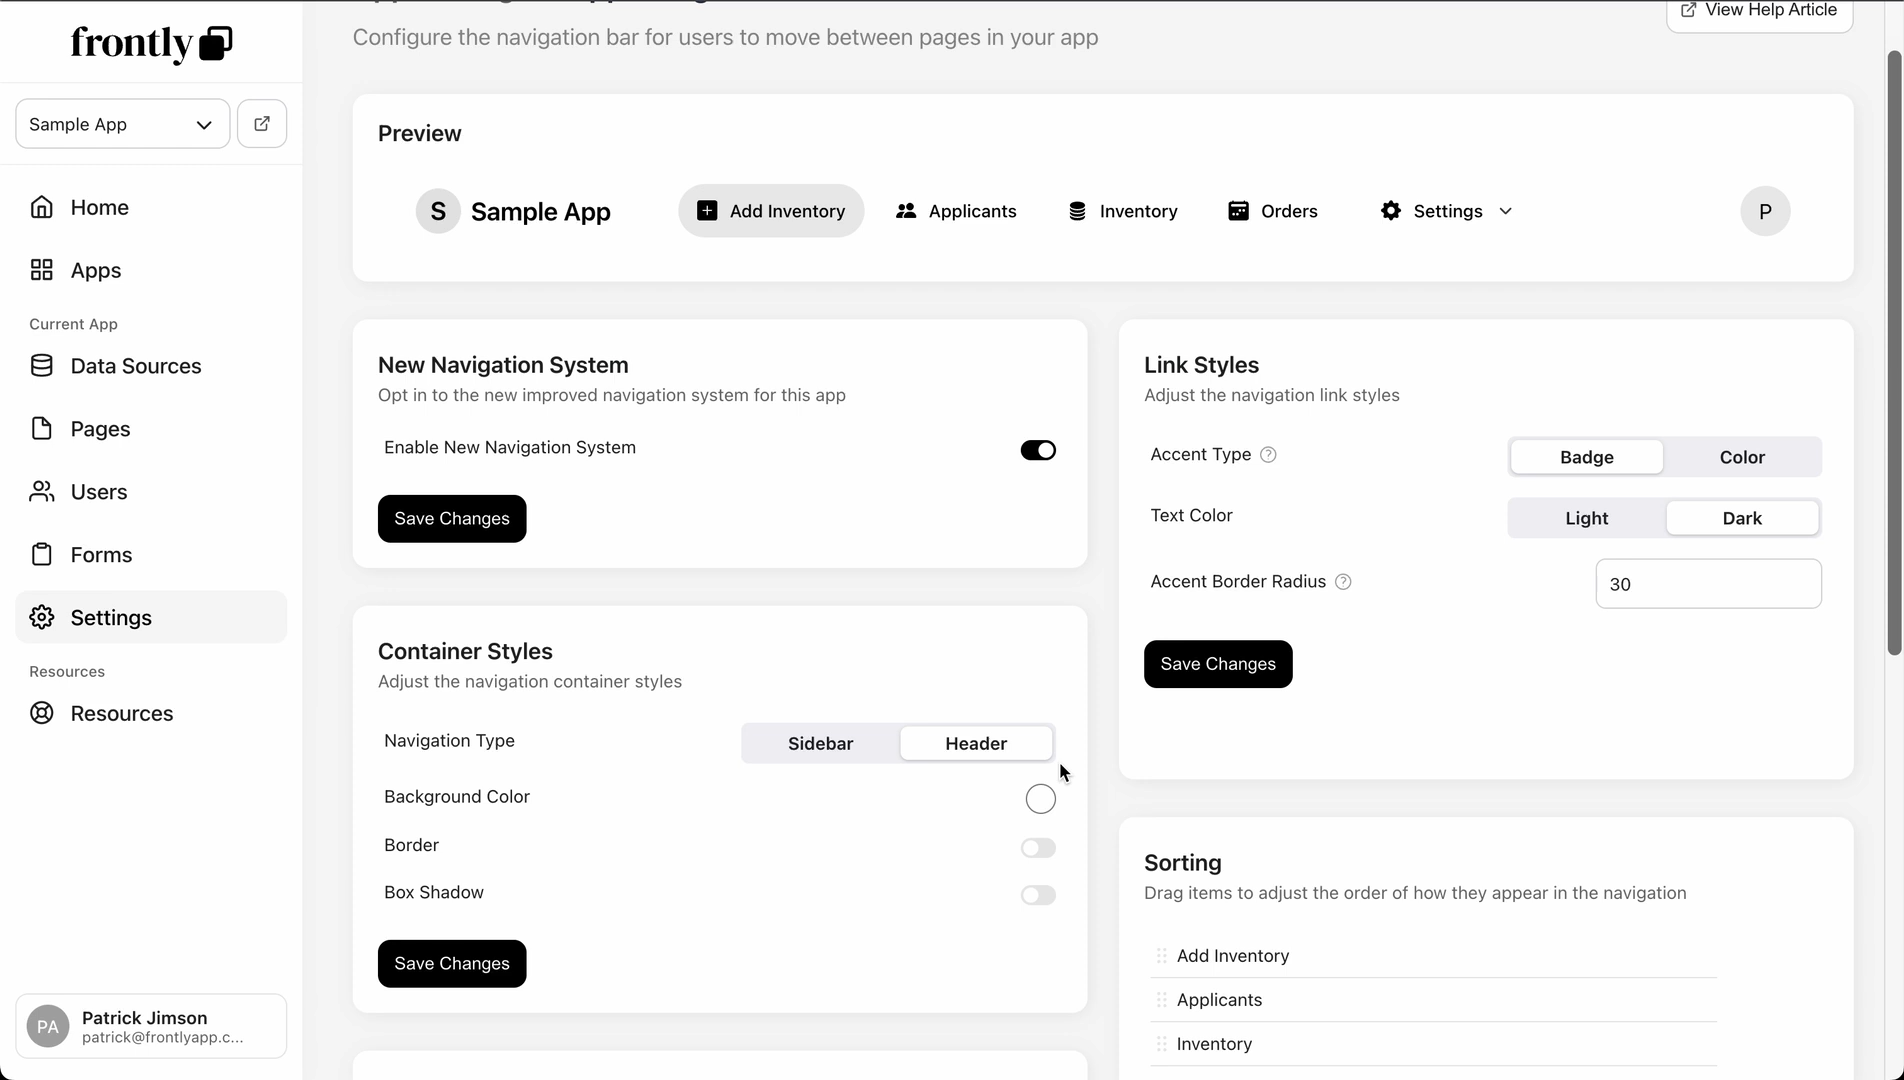 frontly
Sample App
Home
Apps
Current App
Data Sources
Pages
Users
Forms
Settings
Resources
Resources
PA
Patrick Jimson
patrick@frontlyapp.c...
View Help Article
Configure the navigation bar for users to move between pages in your app
Preview
S Sample App Add Inventory Applicants Inventory Orders Settings P
New Navigation System
Opt in to the new improved navigation system for this app
Enable New Navigation System
Save Changes
Container Styles
Adjust the navigation container styles
Navigation Type Sidebar Header
Background Color
Border
Box Shadow
Save Changes
Link Styles
Adjust the navigation link styles
Accent Type ? Badge Color
Text Color Light Dark
Accent Border Radius ? 30
Save Changes
Sorting
Drag items to adjust the order of how they appear in the navigation
Add Inventory
Applicants
Inventory